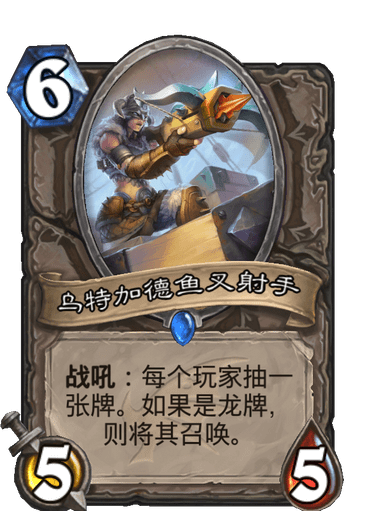 6
乌特加德鱼叉射手
战吼：每个玩家抽一
张牌。如果是龙牌，
则将其召唤。
5
5